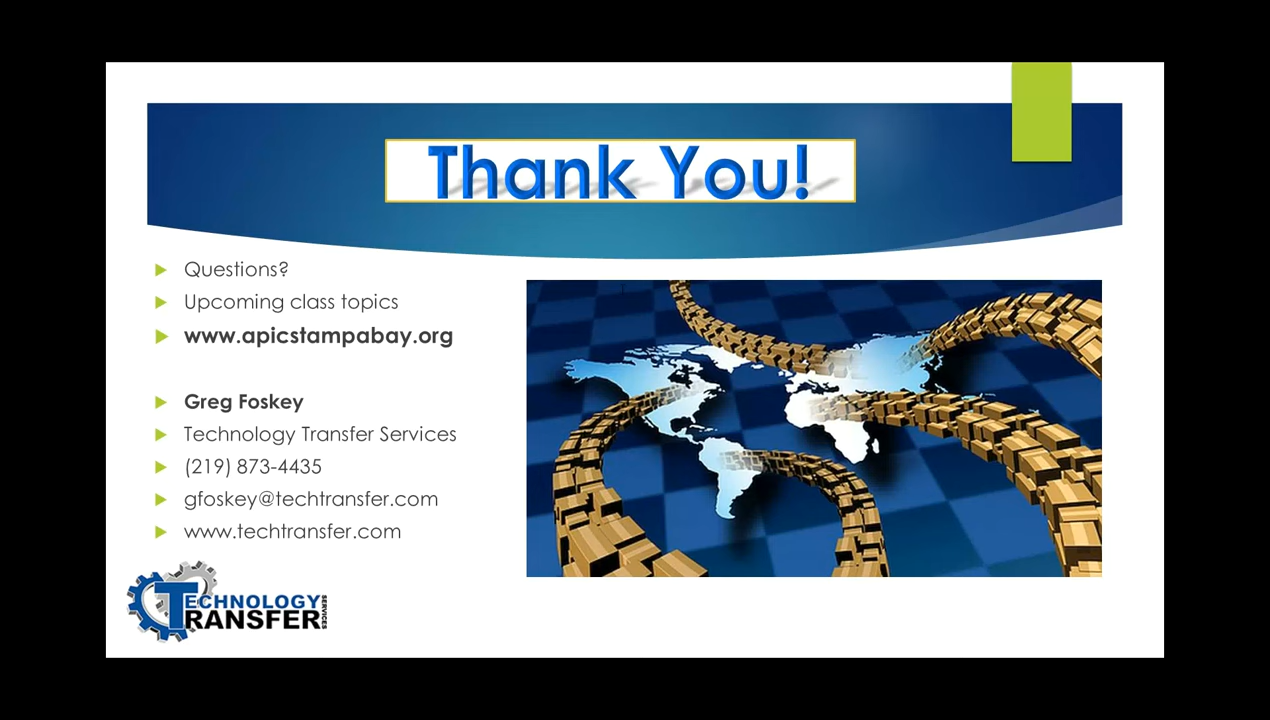 Thank You!
Questions?
Upcoming class topics
www.apicstampabay.org
Greg Foskey
Technology Transfer Services
(219) 873-4435
gfoskey@techtransfer.com
www.techtransfer.com
TECHNOLOGY
TRANSFER
SERVICES